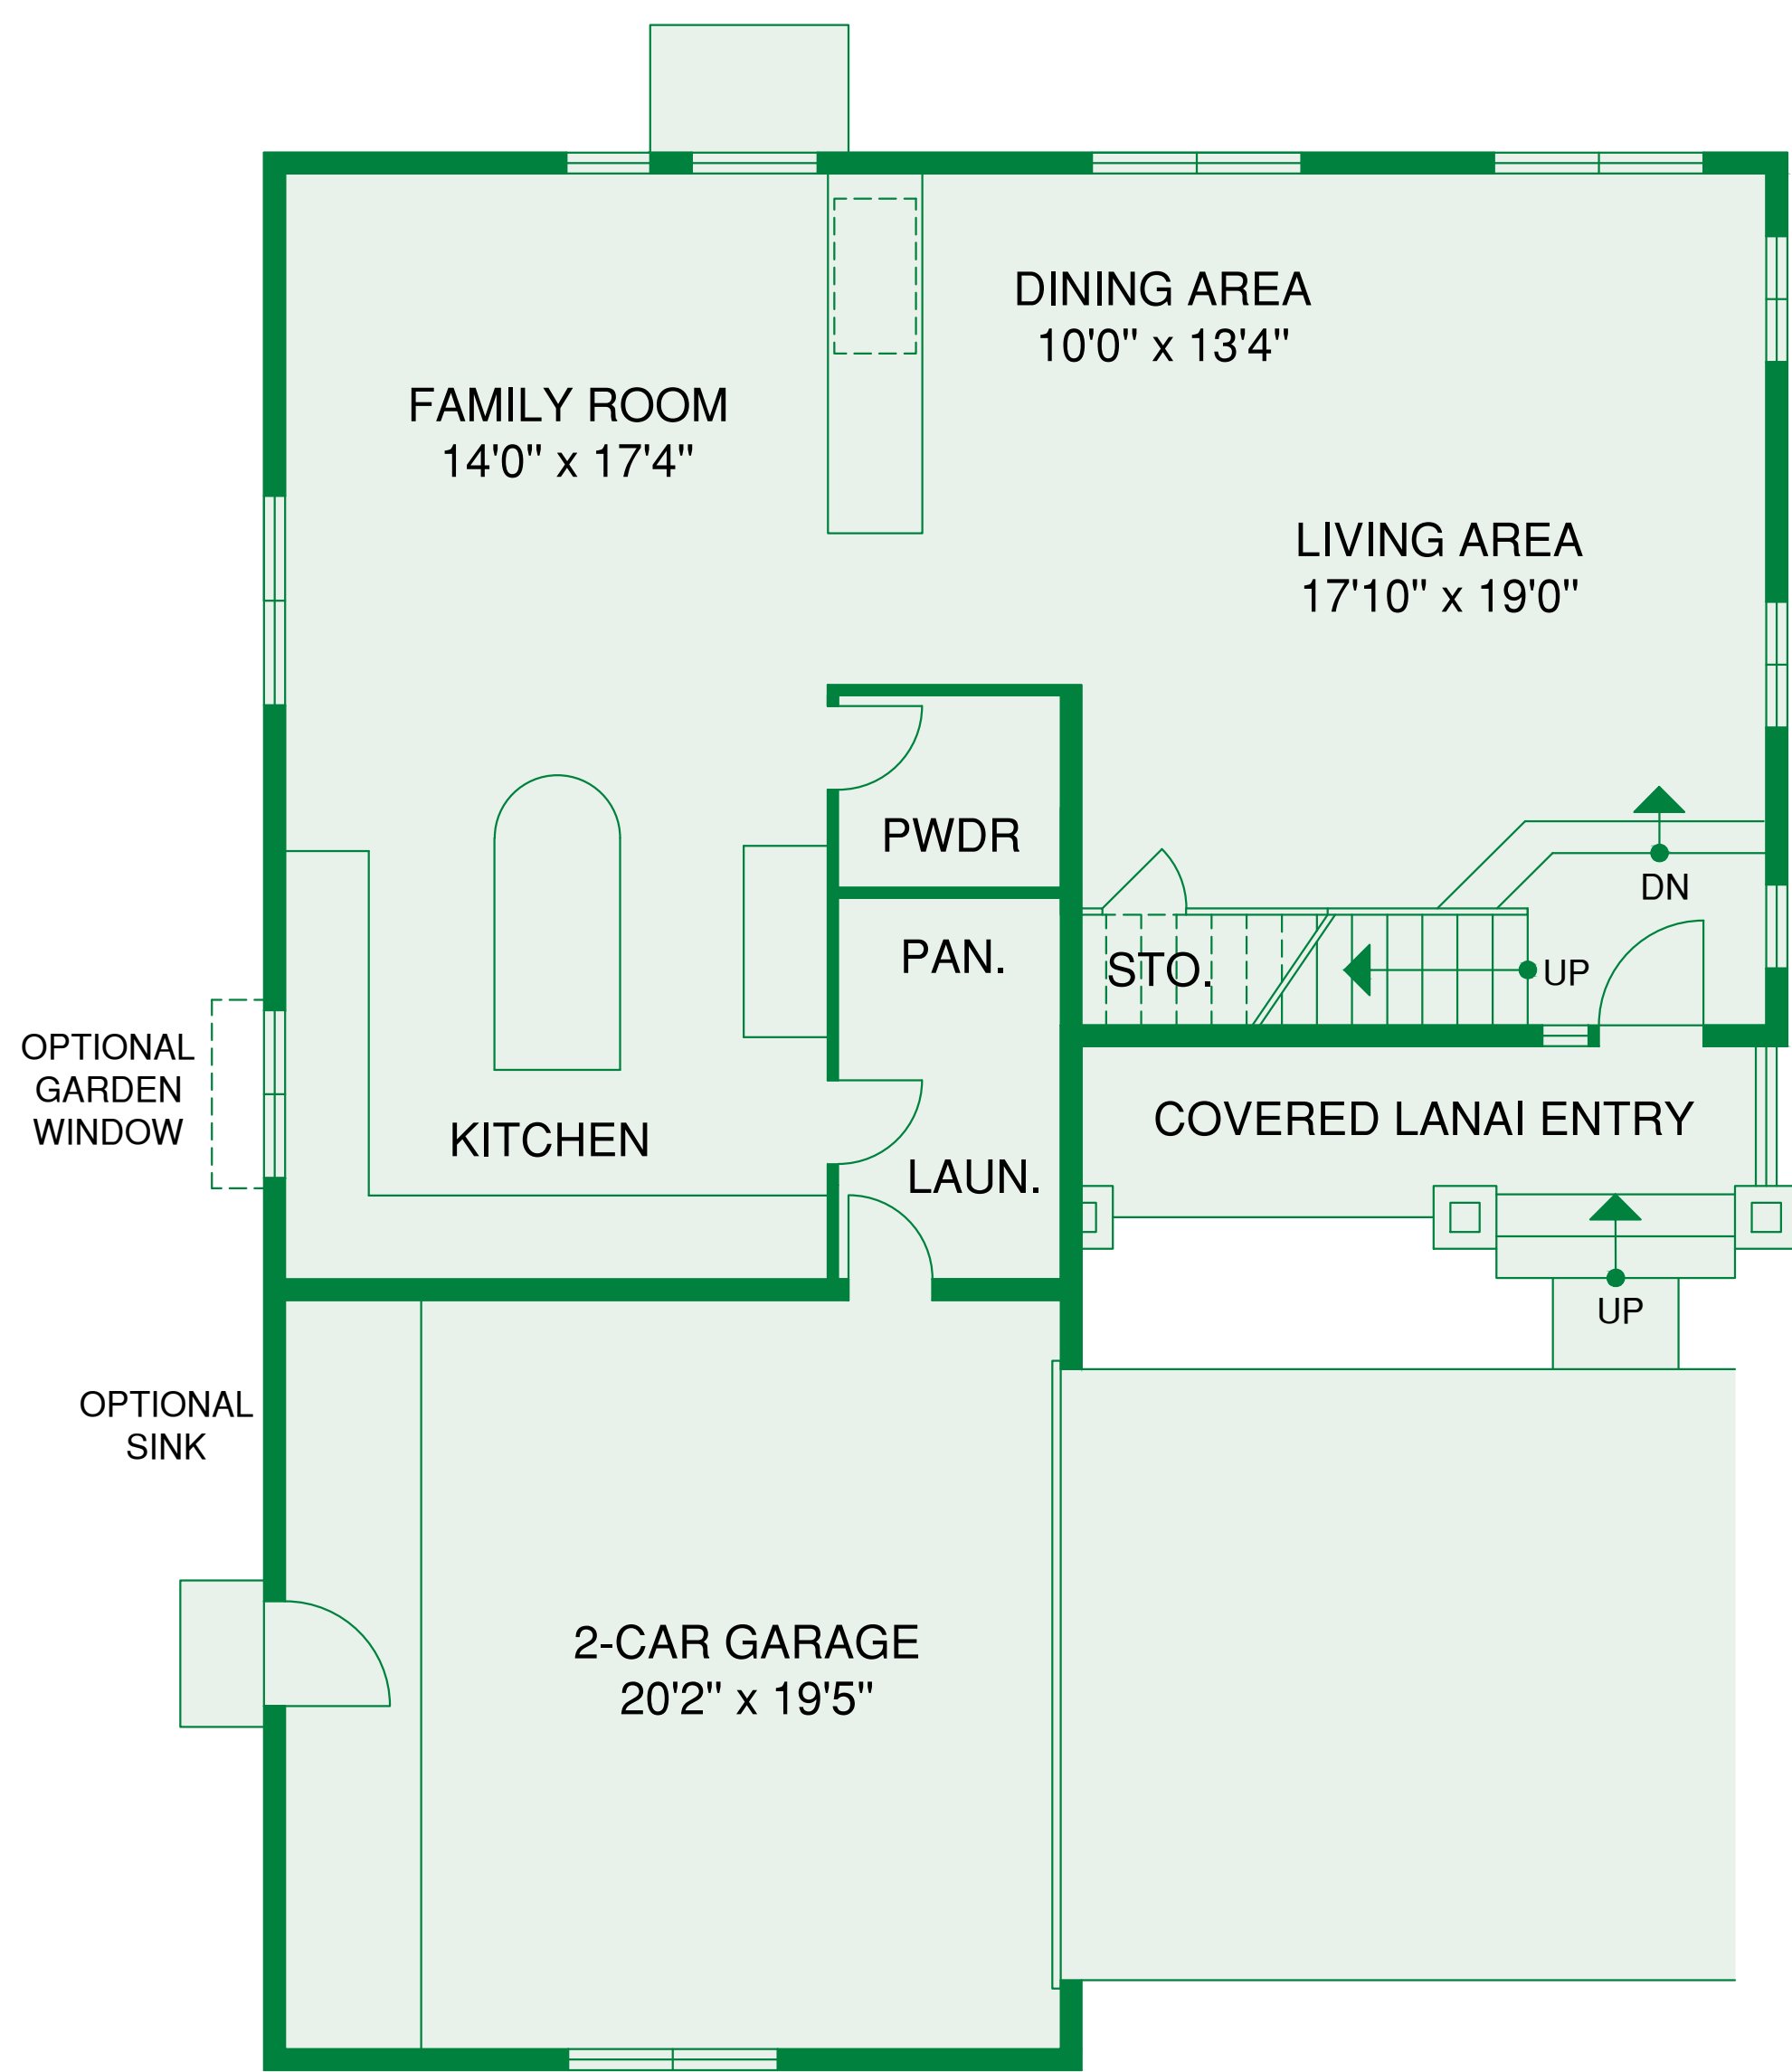 DINING AREA
10'0" x 13'4"
FAMILY ROOM
14'0" x 17'4"
LIVING AREA
17'10" x 19'0"
PWDR
DN
PAN.
STO.
UP
OPTIONAL
GARDEN
WINDOW
KITCHEN
COVERED LANAI ENTRY
LAUN.
UP
OPTIONAL
SINK
2-CAR GARAGE
20'2" x 19'5"